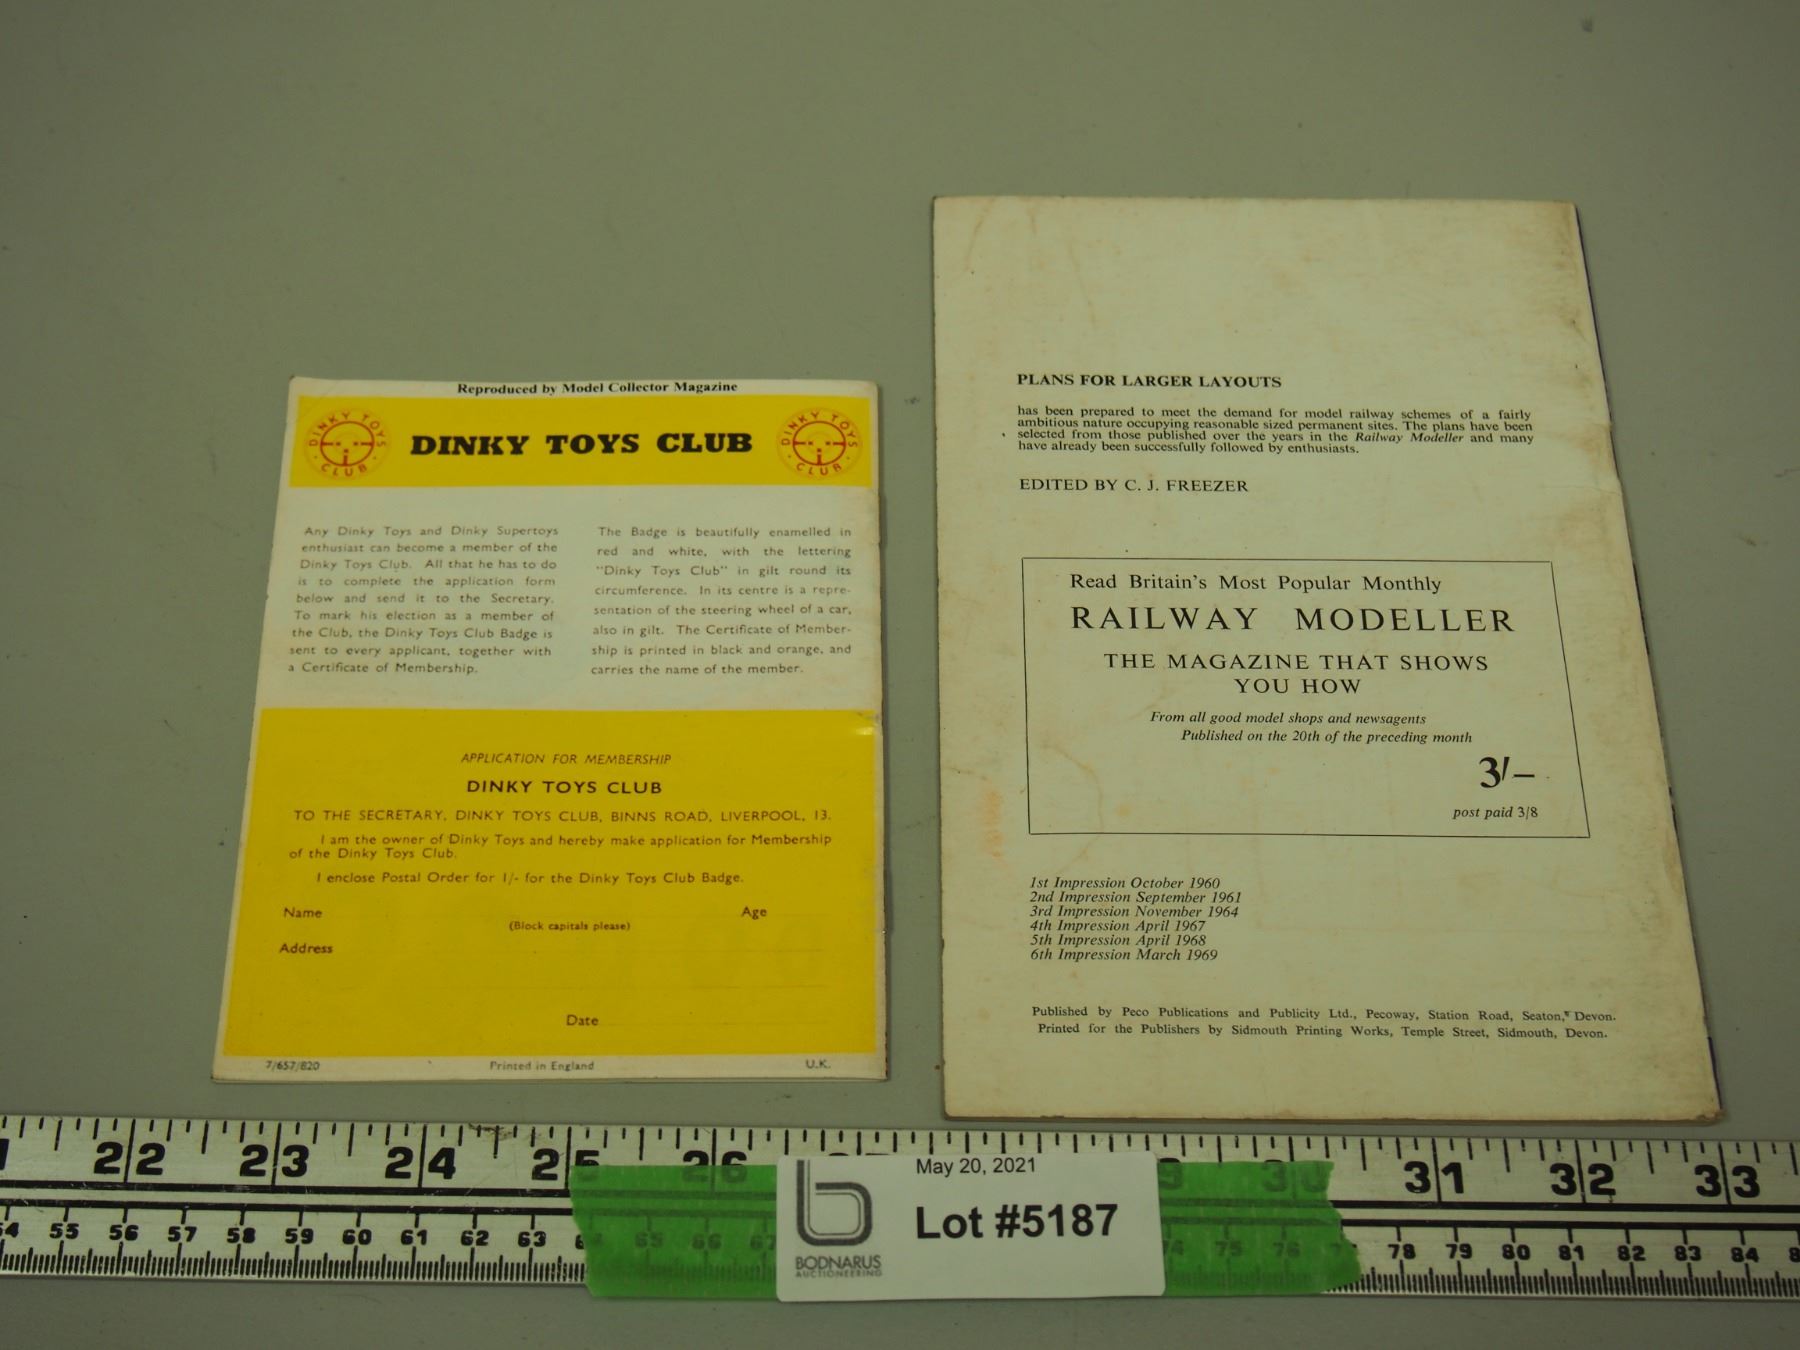 Reproduced by Model Collector Magazine
DINKY TOYS CLUB
DINKY TOYS CLUB
DINKY TOYS CLUB
Any Dinky Toys and Dinky Supertoys
enthusiast can become a member of the
Dinky Toys Club. All that he has to do
is to complete the application form
below and send it to the Secretary.
To mark his election as a member of
the Club, the Dinky Toys Club Badge is
sent to every applicant, together with
a Certificate of Membership.
The Badge is beautifully enamelled in
red and white, with the lettering
"Dinky Toys Club" in gilt round its
circumference. In its centre is a repre-
sentation of the steering wheel of a car,
also in gilt. The Certificate of Member-
ship is printed in black and orange, and
carries the name of the member.
APPLICATION FOR MEMBERSHIP
DINKY TOYS CLUB
TO THE SECRETARY, DINKY TOYS CLUB, BINNS ROAD, LIVERPOOL, 13.
I am the owner of Dinky Toys and hereby make application for Membership
of the Dinky Toys Club.
I enclose Postal Order for 1/- for the Dinky Toys Club Badge.
Name Age
(Block capitals please)
Address
Date
7/657/820 Printed in England U.K.
PLANS FOR LARGER LAYOUTS
has been prepared to meet the demand for model railway schemes of a fairly
ambitious nature occupying reasonable sized permanent sites. The plans have been
selected from those published over the years in the Railway Modeller and many
have already been successfully followed by enthusiasts.
EDITED BY C. J. FREEZER
Read Britain's Most Popular Monthly
RAILWAY MODELLER
THE MAGAZINE THAT SHOWS
YOU HOW
From all good model shops and newsagents
Published on the 20th of the preceding month
3/-
post paid 3/8
1st Impression October 1960
2nd Impression September 1961
3rd Impression November 1964
4th Impression April 1967
5th Impression April 1968
6th Impression March 1969
Published by Peco Publications and Publicity Ltd., Pecoway, Station Road, Seaton, Devon.
Printed for the Publishers by Sidmouth Printing Works, Temple Street, Sidmouth, Devon.
22 23 24 25 26 30 31 32 33
55 56 57 58 59 60 61 62 63 65 66 75 76 78 79 80 81 82 83 84
May 20, 2021
Lot #5187
BODNARUS
AUCTIONEERING